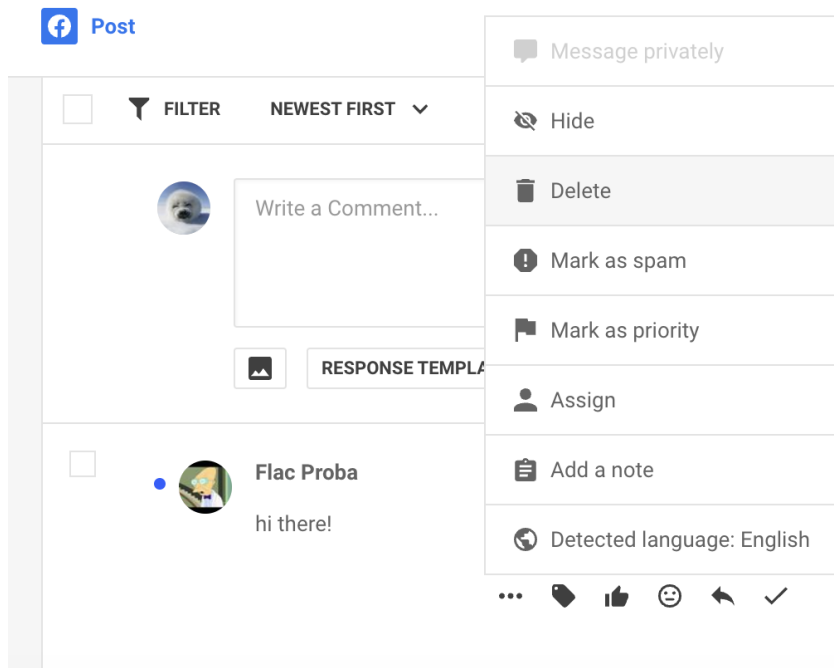 Post
FILTER
NEWEST FIRST
Write a Comment...
RESPONSE TEMPLA
Flac Proba
hi there!
Message privately
Hide
Delete
Mark as spam
Mark as priority
Assign
Add a note
Detected language: English